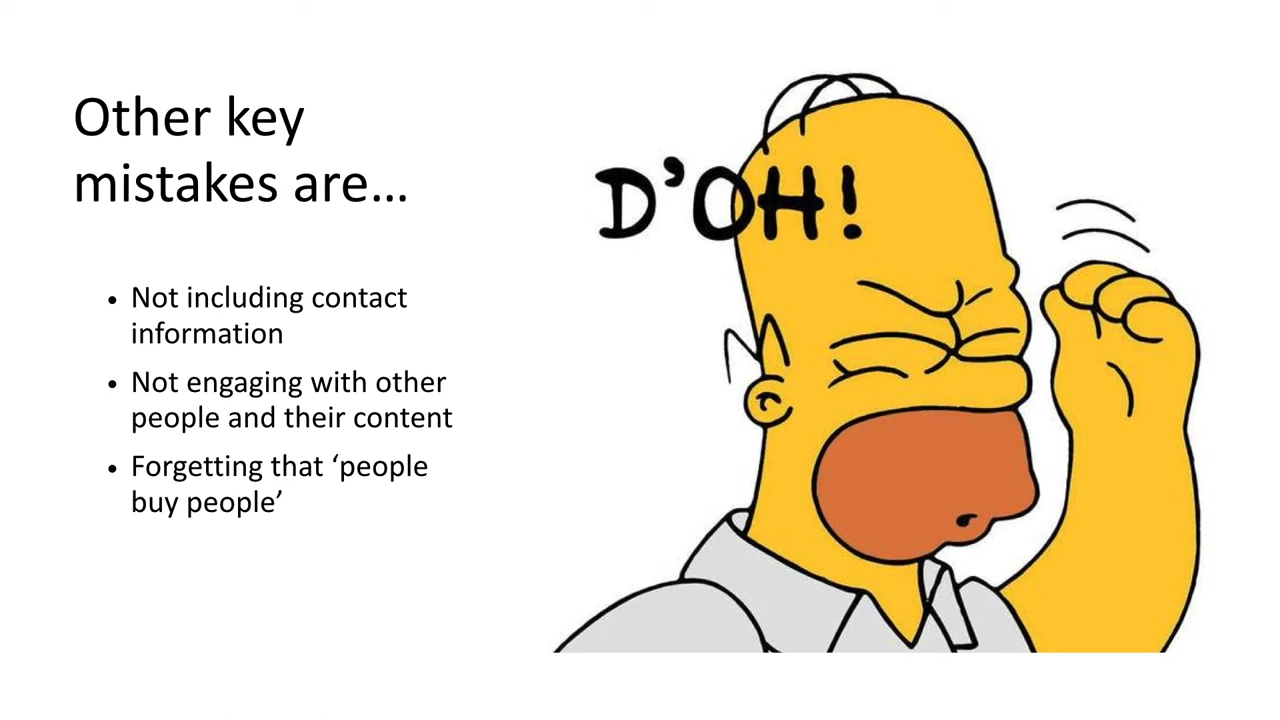 Other key
mistakes are…
D’OH!
• Not including contact
information
• Not engaging with other
people and their content
• Forgetting that ‘people
buy people’